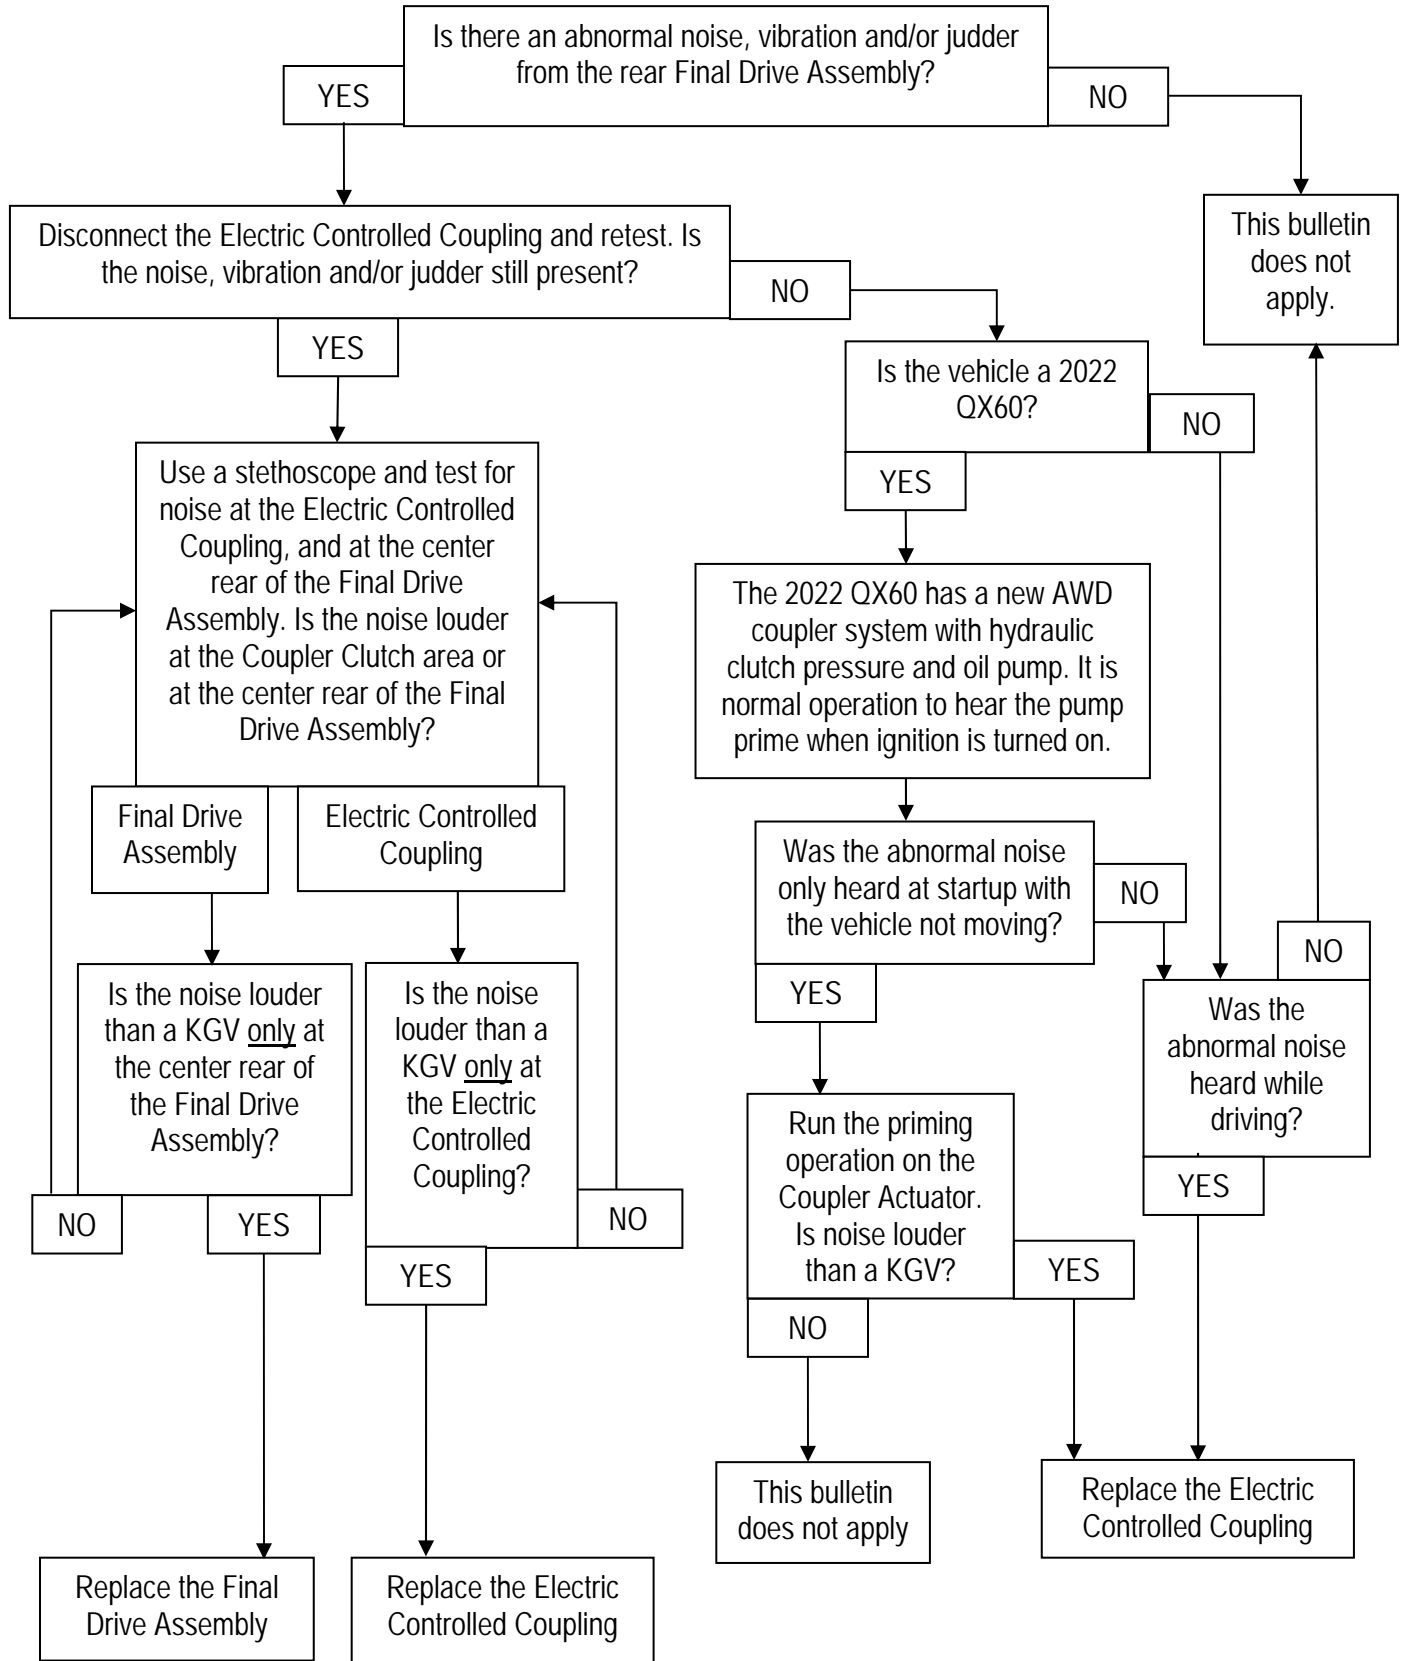 Is there an abnormal noise, vibration and/or judder
from the rear Final Drive Assembly?
YES
NO
Disconnect the Electric Controlled Coupling and retest. Is
the noise, vibration and/or judder still present?
NO
YES
This bulletin
does not
apply.
Is the vehicle a 2022
QX60?
NO
YES
Use a stethoscope and test for
noise at the Electric Controlled
Coupling, and at the center
rear of the Final Drive
Assembly. Is the noise louder
at the Coupler Clutch area or
at the center rear of the Final
Drive Assembly?
The 2022 QX60 has a new AWD
coupler system with hydraulic
clutch pressure and oil pump. It is
normal operation to hear the pump
prime when ignition is turned on.
Final Drive
Assembly
Electric Controlled
Coupling
Was the abnormal noise
only heard at startup with
the vehicle not moving?
NO
YES
NO
Is the noise louder
than a KGV only at
the center rear of
the Final Drive
Assembly?
NO
YES
Is the noise
louder than a
KGV only at
the Electric
Controlled
Coupling?
NO
YES
Was the
abnormal noise
heard while
driving?
YES
Run the priming
operation on the
Coupler Actuator.
Is noise louder
than a KGV?
YES
NO
This bulletin
does not apply
Replace the Electric
Controlled Coupling
Replace the Final
Drive Assembly
Replace the Electric
Controlled Coupling